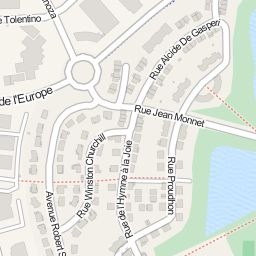 Tolentino
de l'Europe
Rue Alcide De Gasperi
Rue Jean Monnet
Rue Winston Churchill
Rue de l'Hymne à la Joie
Rue Proudhon
Avenue Robert S